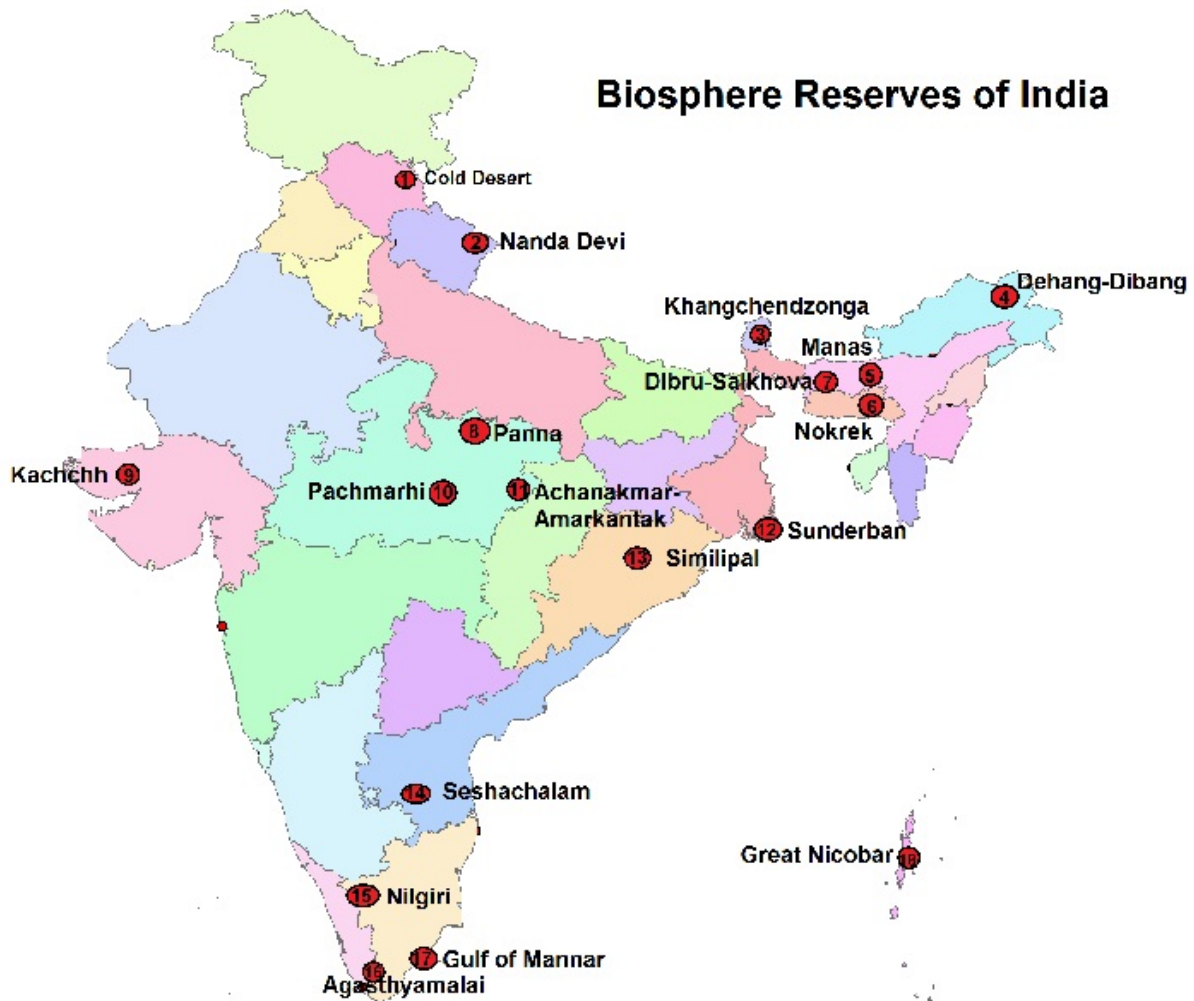 Biosphere Reserves of India
1 Cold Desert
2 Nanda Devi
Dehang-Dibang
4
Khangchendzonga
3
Manas
5
Dibru-Saikhova 7
6
Nokrek
8 Panna
Kachchh 9
Pachmarhi 10
11 Achanakmar-
Amarkantak
12 Sunderban
13 Similipal
14 Seshachalam
Great Nicobar 18
15 Nilgiri
17 Gulf of Mannar
16
Agasthyamalai